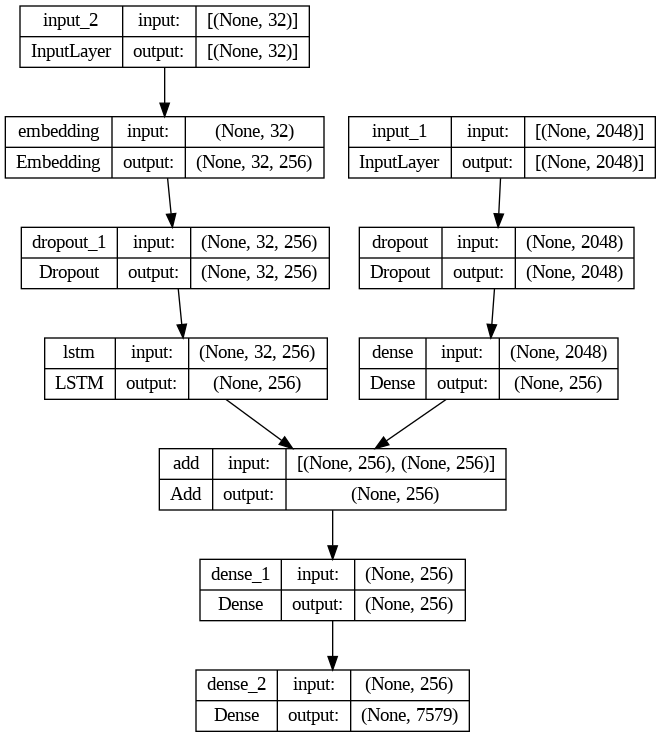 input_2 input: [(None, 32)]
InputLayer output: [(None, 32)]
embedding input: (None, 32)
Embedding output: (None, 32, 256)
input_1 input: [(None, 2048)]
InputLayer output: [(None, 2048)]
dropout_1 input: (None, 32, 256)
Dropout output: (None, 32, 256)
dropout input: (None, 2048)
Dropout output: (None, 2048)
lstm input: (None, 32, 256)
LSTM output: (None, 256)
dense input: (None, 2048)
Dense output: (None, 256)
add input: [(None, 256), (None, 256)]
Add output: (None, 256)
dense_1 input: (None, 256)
Dense output: (None, 256)
dense_2 input: (None, 256)
Dense output: (None, 7579)